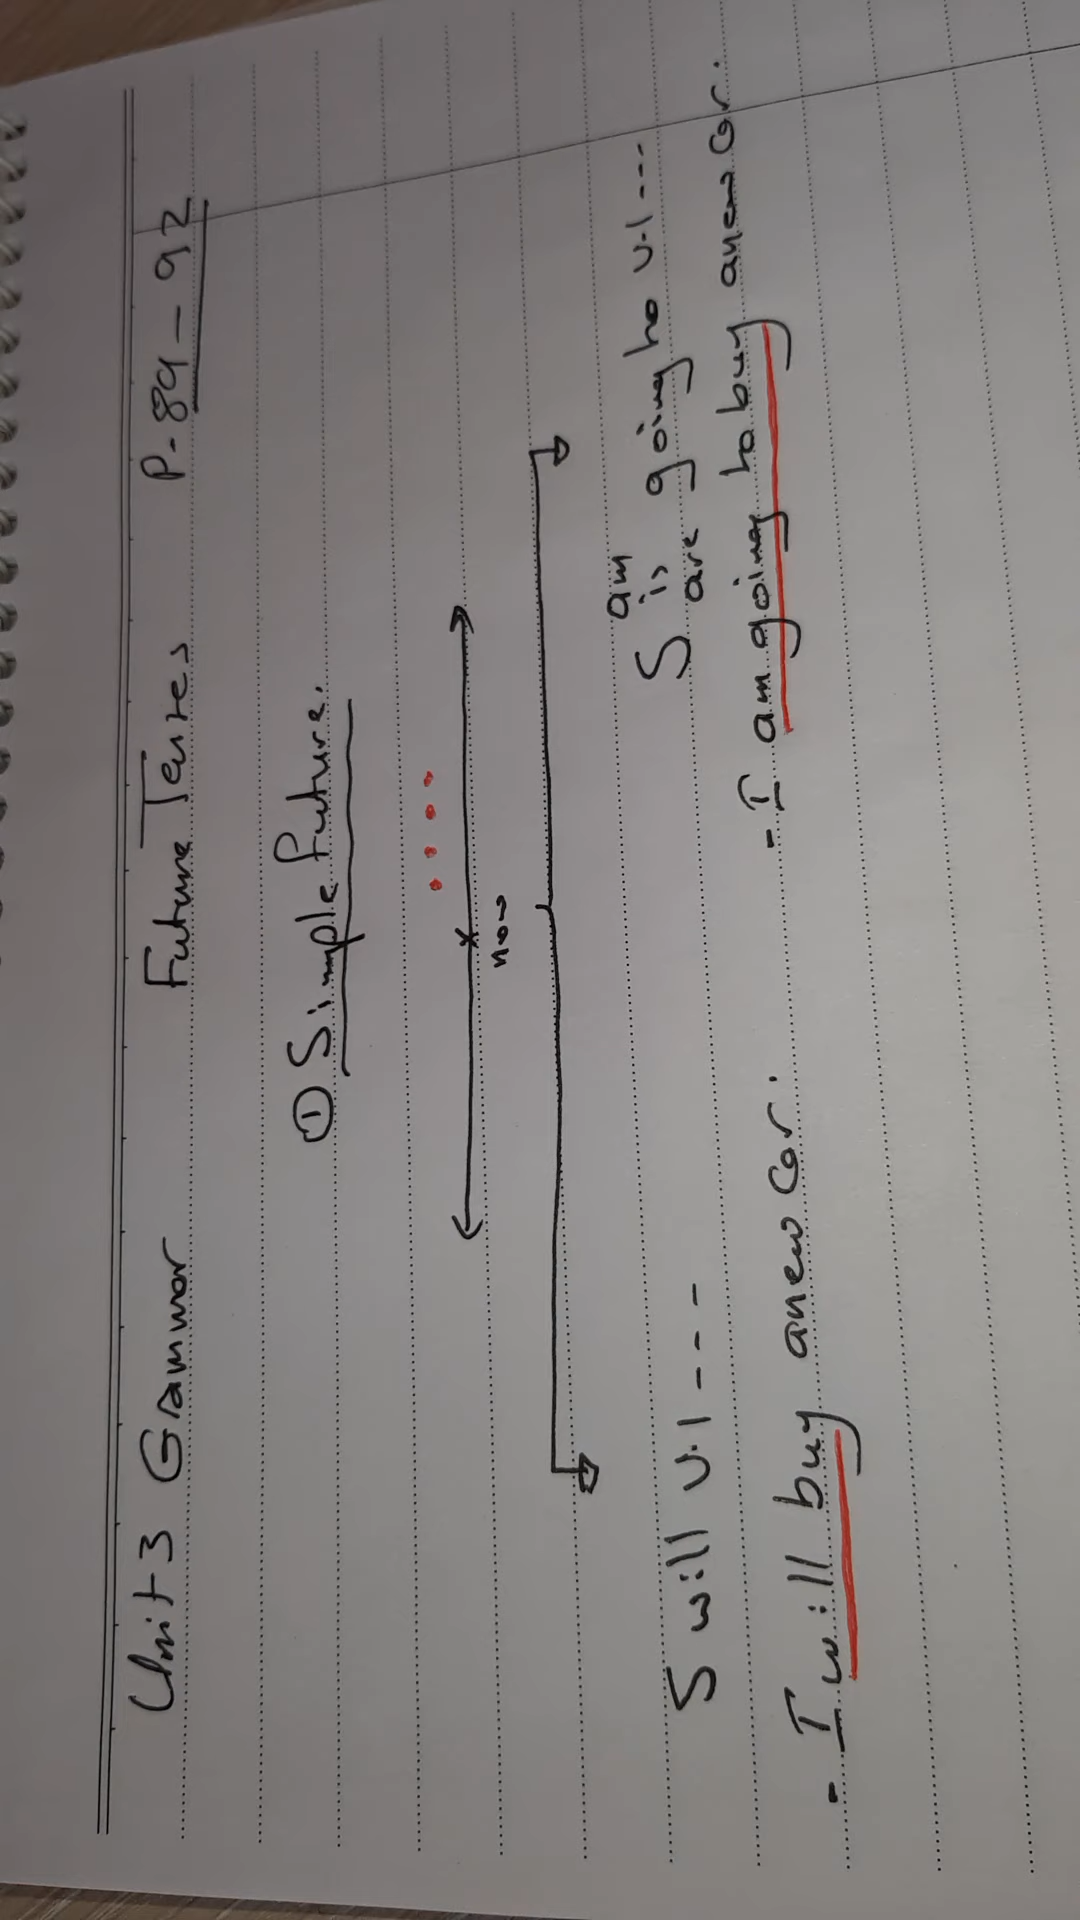 Unit 3 Grammar Future Tenses P. 89 - 92
① Simple future.
now
am
S will v.1 --- S is going to v.1 ---
are
- I will buy a new car. - I am going to buy a new car.